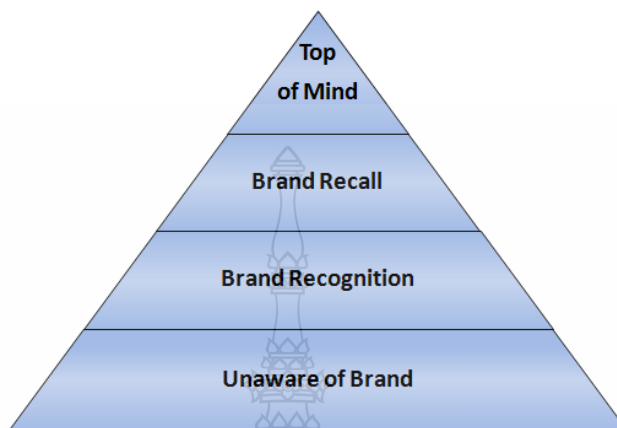 Top
of Mind
Brand Recall
Brand Recognition
Unaware of Brand